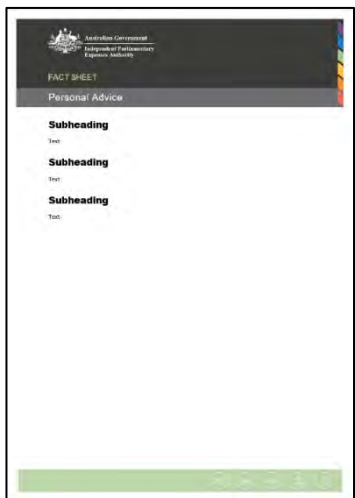 Australian Government
Independent Parliamentary
Expenses Authority
FACT SHEET
Personal Advice
Subheading
Text
Subheading
Text
Subheading
Text